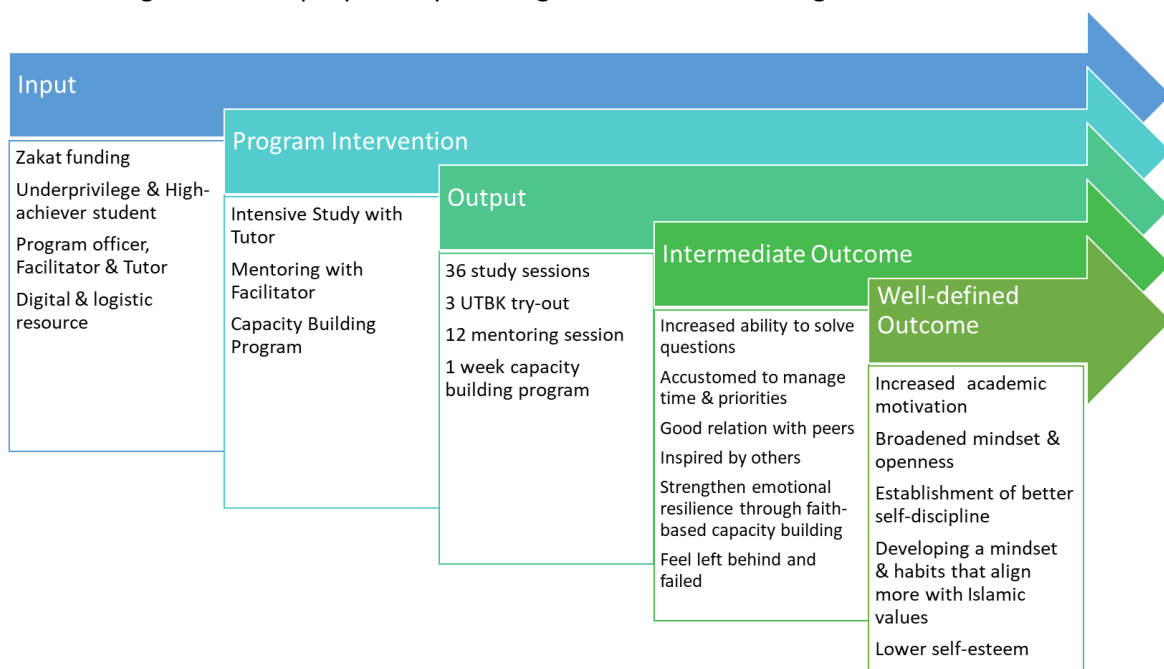 Input
Zakat funding
Underprivilege & High-
achiever student
Program officer,
Facilitator & Tutor
Digital & logistic
resource
Program Intervention
Intensive Study with
Tutor
Mentoring with
Facilitator
Capacity Building
Program
Output
36 study sessions
3 UTBK try-out
12 mentoring session
1 week capacity
building program
Intermediate Outcome
Increased ability to solve
questions
Accustomed to manage
time & priorities
Good relation with peers
Inspired by others
Strengthen emotional
resilience through faith-
based capacity building
Feel left behind and
failed
Well-defined
Outcome
Increased academic
motivation
Broadened mindset &
openness
Establishment of better
self-discipline
Developing a mindset
& habits that align
more with Islamic
values
Lower self-esteem